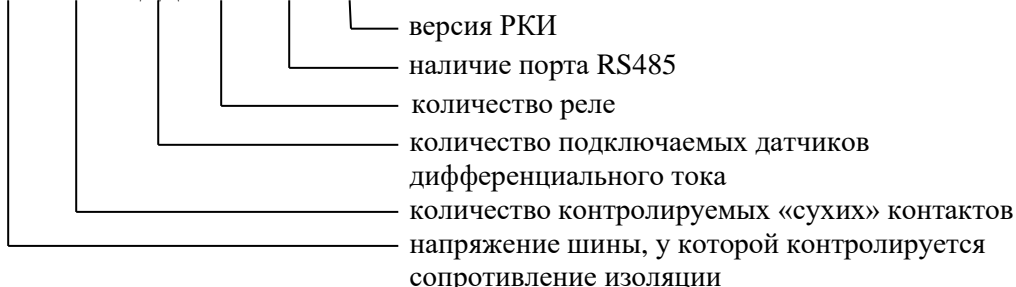 версия РКИ
наличие порта RS485
количество реле
количество подключаемых датчиков
дифференциального тока
количество контролируемых «сухих» контактов
напряжение шины, у которой контролируется
сопротивление изоляции